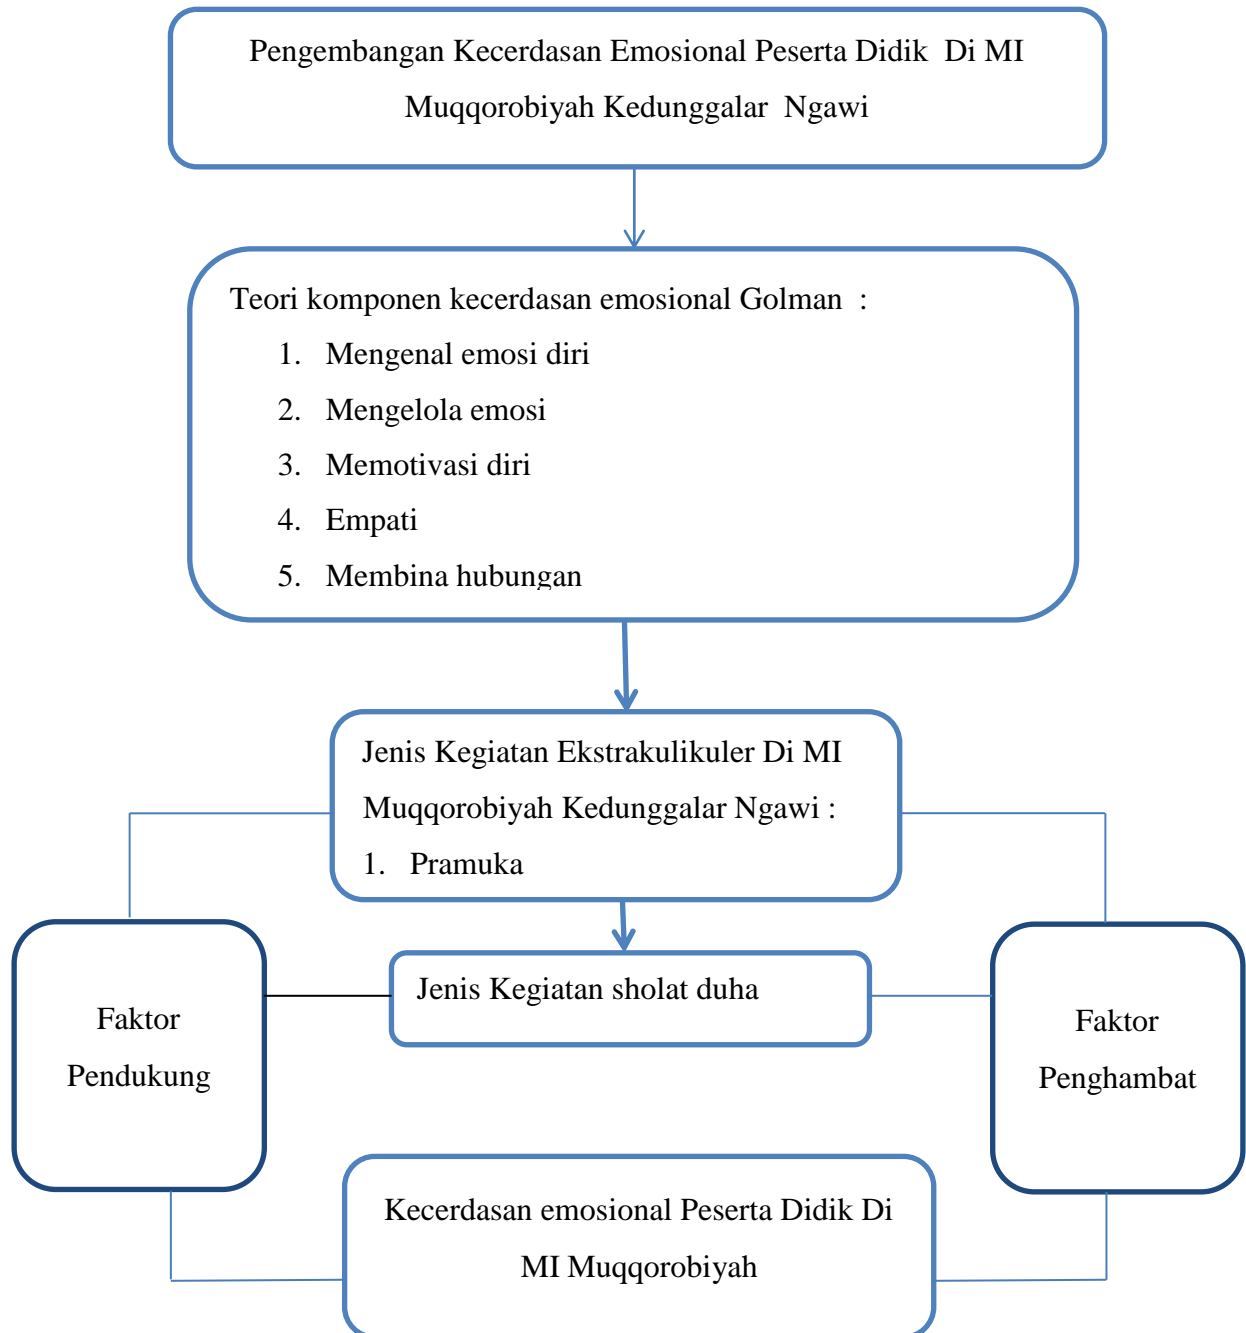 Pengembangan Kecerdasan Emosional Peserta Didik Di MI
Muqqorobiyah Kedunggalar Ngawi
Teori komponen kecerdasan emosional Golman :
1. Mengenal emosi diri
2. Mengelola emosi
3. Memotivasi diri
4. Empati
5. Membina hubungan
Jenis Kegiatan Ekstrakulikuler Di MI
Muqqorobiyah Kedunggalar Ngawi :
1. Pramuka
Jenis Kegiatan sholat duha
Faktor
Pendukung
Faktor
Penghambat
Kecerdasan emosional Peserta Didik Di
MI Muqqorobiyah